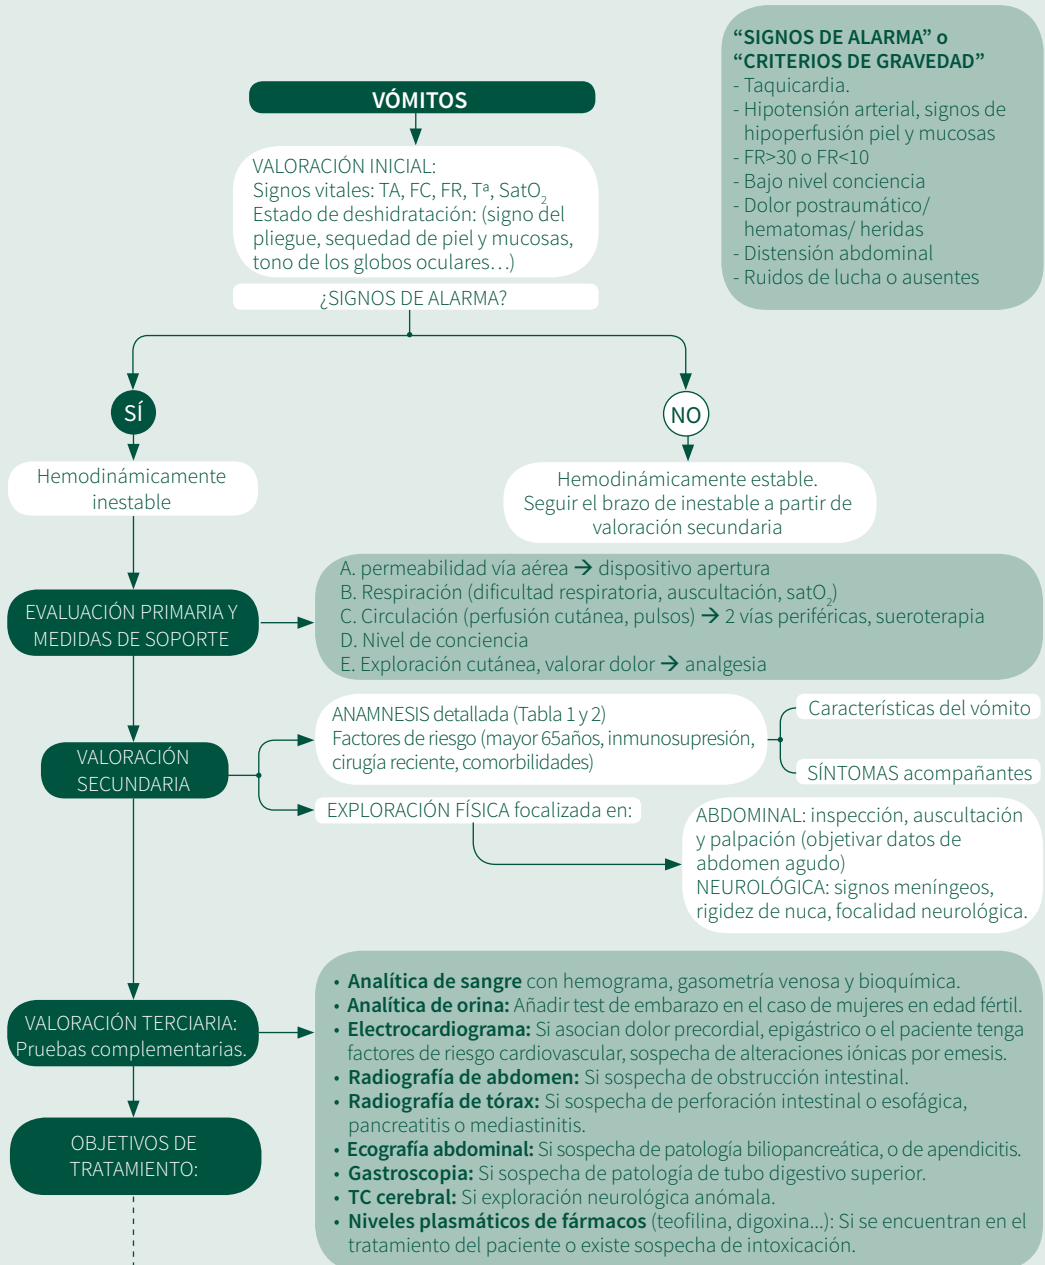 “SIGNOS DE ALARMA” o
“CRITERIOS DE GRAVEDAD”
- Taquicardia.
- Hipotensión arterial, signos de
hipoperfusión piel y mucosas
- FR>30 o FR<10
- Bajo nivel conciencia
- Dolor postraumático/
hematomas/ heridas
- Distensión abdominal
- Ruidos de lucha o ausentes
VÓMITOS
VALORACIÓN INICIAL:
Signos vitales: TA, FC, FR, Tª, SatO₂
Estado de deshidratación: (signo del
pliegue, sequedad de piel y mucosas,
tono de los globos oculares…)
¿SIGNOS DE ALARMA?
SÍ
NO
Hemodinámicamente
inestable
Hemodinámicamente estable.
Seguir el brazo de inestable a partir de
valoración secundaria
EVALUACIÓN PRIMARIA Y
MEDIDAS DE SOPORTE
A. permeabilidad vía aérea → dispositivo apertura
B. Respiración (dificultad respiratoria, auscultación, satO₂)
C. Circulación (perfusión cutánea, pulsos) → 2 vías periféricas, sueroterapia
D. Nivel de conciencia
E. Exploración cutánea, valorar dolor → analgesia
VALORACIÓN
SECUNDARIA
ANAMNESIS detallada (Tabla 1 y 2)
Factores de riesgo (mayor 65años, inmunosupresión,
cirugía reciente, comorbilidades)
Características del vómito
SÍNTOMAS acompañantes
EXPLORACIÓN FÍSICA focalizada en:
ABDOMINAL: inspección, auscultación
y palpación (objetivar datos de
abdomen agudo)
NEUROLÓGICA: signos meníngeos,
rigidez de nuca, focalidad neurológica.
VALORACIÓN TERCIARIA:
Pruebas complementarias.
• Analítica de sangre con hemograma, gasometría venosa y bioquímica.
• Analítica de orina: Añadir test de embarazo en el caso de mujeres en edad fértil.
• Electrocardiograma: Si asocian dolor precordial, epigástrico o el paciente tenga
factores de riesgo cardiovascular, sospecha de alteraciones iónicas por emesis.
• Radiografía de abdomen: Si sospecha de obstrucción intestinal.
• Radiografía de tórax: Si sospecha de perforación intestinal o esofágica,
pancreatitis o mediastinitis.
• Ecografía abdominal: Si sospecha de patología biliopancreática, o de apendicitis.
• Gastroscopia: Si sospecha de patología de tubo digestivo superior.
• TC cerebral: Si exploración neurológica anómala.
• Niveles plasmáticos de fármacos (teofilina, digoxina...): Si se encuentran en el
tratamiento del paciente o existe sospecha de intoxicación.
OBJETIVOS DE
TRATAMIENTO: